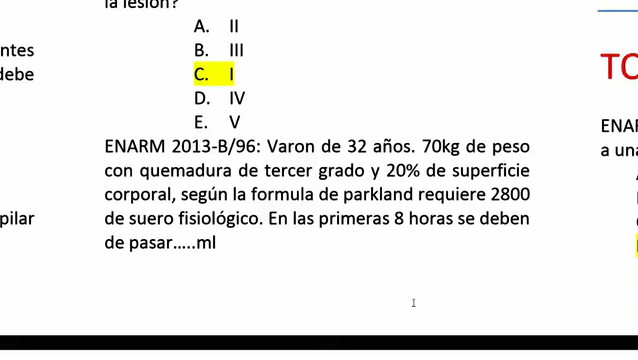 la lesión?
A. II
B. III
C. I
D. IV
E. V
ENARM 2013-B/96: Varon de 32 años. 70kg de peso
con quemadura de tercer grado y 20% de superficie
corporal, según la formula de parkland requiere 2800
de suero fisiológico. En las primeras 8 horas se deben
de pasar…..ml
ntes
debe
pilar
TO
ENAR
a una